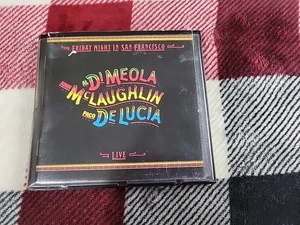 FRIDAY NIGHT IN SAN FRANCISCO
AL DI MEOLA
JOHN McLAUGHLIN
PACO DE LUCIA
LIVE